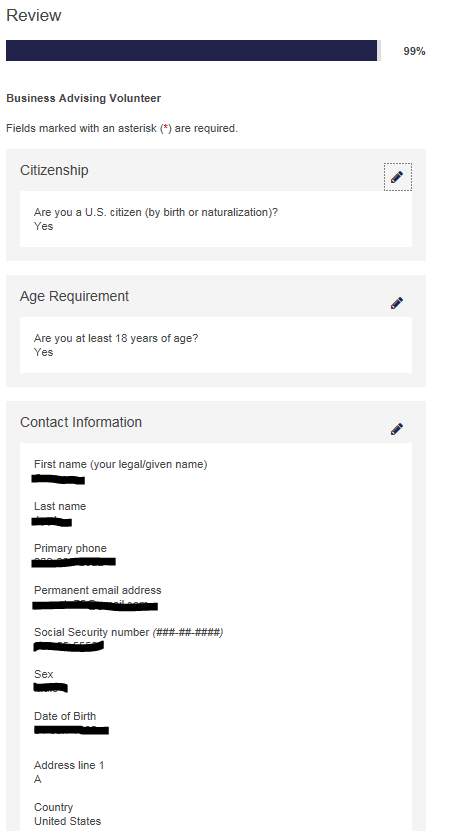 Review
99%
Business Advising Volunteer
Fields marked with an asterisk (*) are required.
Citizenship
Are you a U.S. citizen (by birth or naturalization)?
Yes
Age Requirement
Are you at least 18 years of age?
Yes
Contact Information
First name (your legal/given name)
Last name
Primary phone
Permanent email address
Social Security number (###-##-####)
Sex
Date of Birth
Address line 1
A
Country
United States